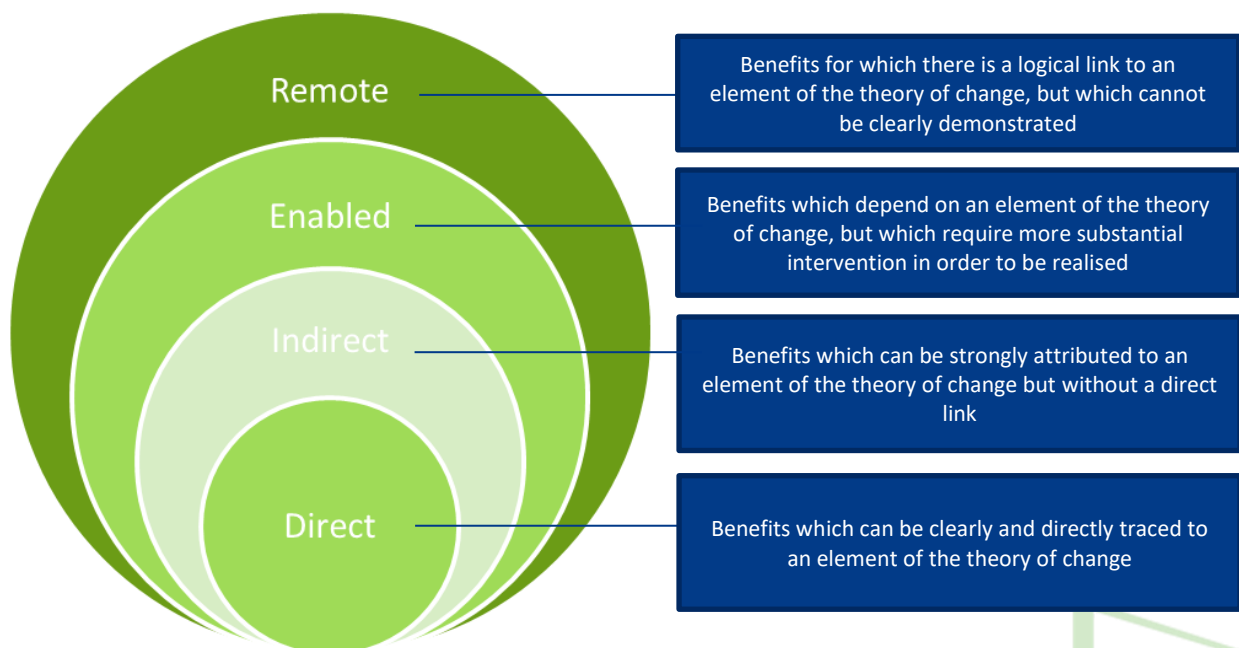 Remote
Benefits for which there is a logical link to an
element of the theory of change, but which cannot
be clearly demonstrated
Enabled
Benefits which depend on an element of the theory
of change, but which require more substantial
intervention in order to be realised
Indirect
Benefits which can be strongly attributed to an
element of the theory of change but without a direct
link
Direct
Benefits which can be clearly and directly traced to
an element of the theory of change